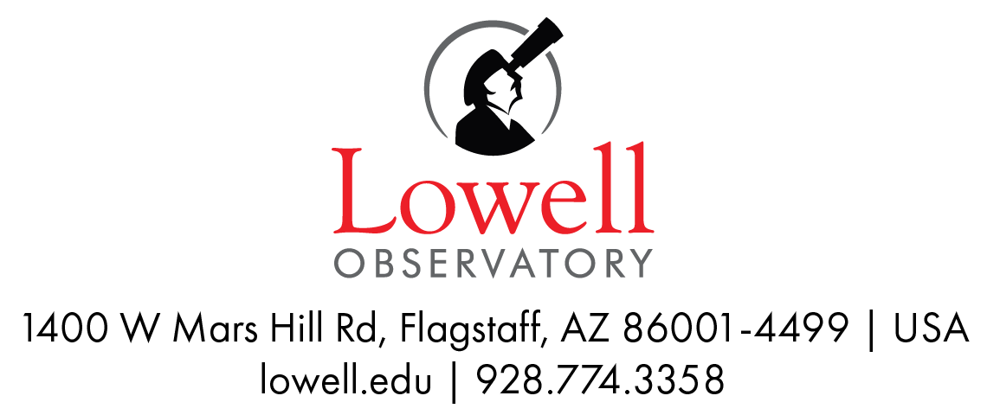 Lowell
OBSERVATORY
1400 W Mars Hill Rd, Flagstaff, AZ 86001-4499 | USA
lowell.edu | 928.774.3358